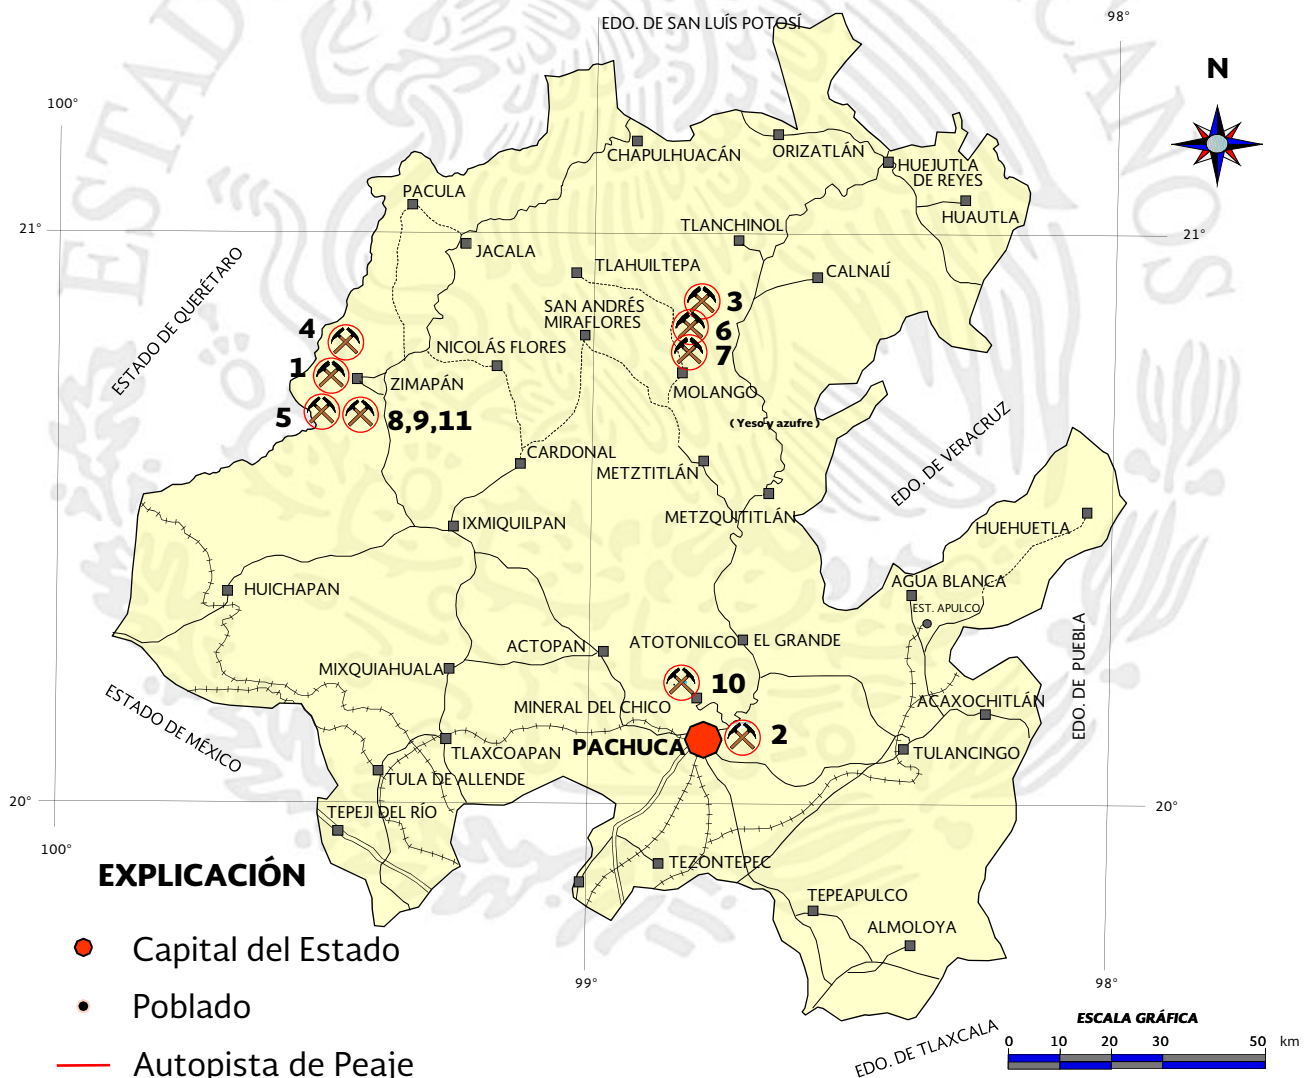 EDO. DE SAN LUÍS POTOSÍ
98°
N
100°
CHAPULHUACÁN
ORIZATLÁN
HUEJUTLA
DE REYES
PACULA
HUAUTLA
21°
TLANCHINOL
21°
JACALA
TLAHUILTEPA
CALNALÍ
ESTADO DE QUERÉTARO
SAN ANDRÉS
MIRAFLORES
3
4
6
NICOLÁS FLORES
7
1
ZIMAPÁN
MOLANGO
5
8,9,11
( Yeso y azufre )
EDO. DE VERACRUZ
CARDONAL
METZTITLÁN
METZQUITITLÁN
IXMIQUILPAN
HUEHUETLA
HUICHAPAN
AGUA BLANCA
EST. APULCO
ACTOPAN
ATOTONILCO EL GRANDE
EDO. DE PUEBLA
MIXQUIAHUALA
10
ESTADO DE MÉXICO
MINERAL DEL CHICO
ACAXOCHITLÁN
PACHUCA
2
TLAXCOAPAN
TULANCINGO
TULA DE ALLENDE
20°
20°
TEPEJI DEL RÍO
100°
TEZONTEPEC
EXPLICACIÓN
TEPEAPULCO
ALMOLOYA
Capital del Estado
99°
98°
Poblado
ESCALA GRÁFICA
EDO. DE TLAXCALA
0 10 20 30 50 km
Autopista de Peaje
ESTADOS
CANOS